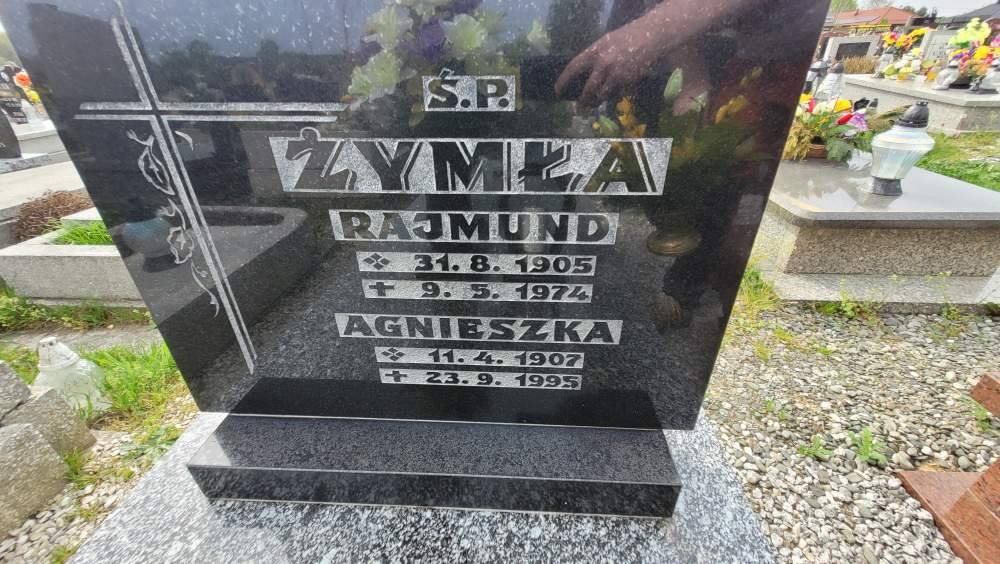 Ś.P.
ŻYMŁA
RAJMUND
31. 8. 1905
9. 5. 1974
AGNIESZKA
11. 4. 1907
23. 9. 1995